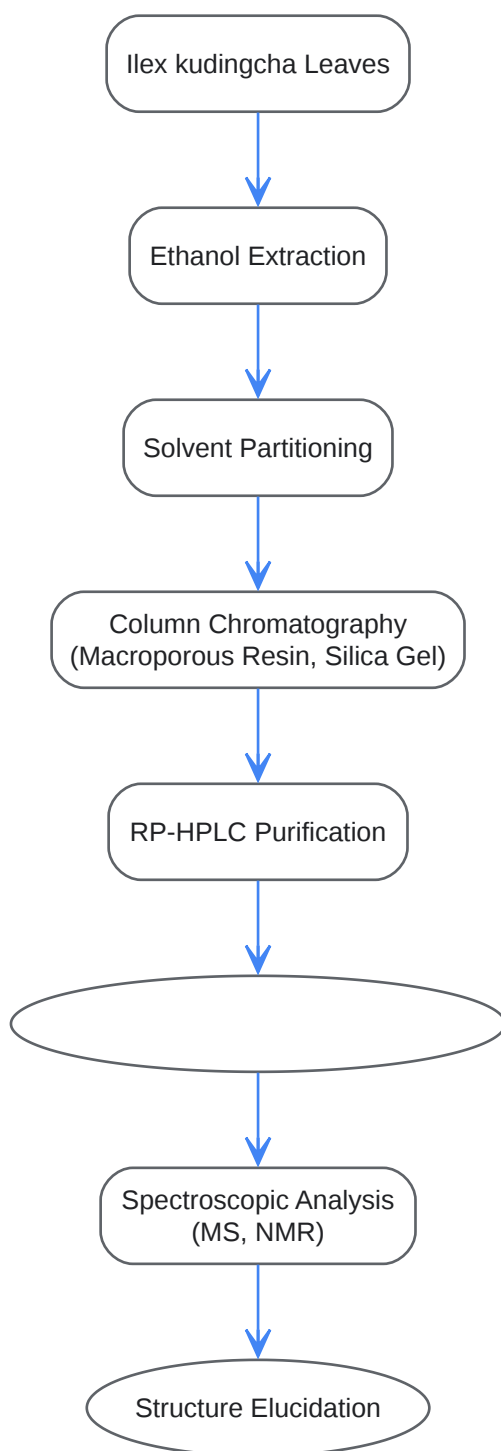 Ilex kudingcha Leaves
Ethanol Extraction
Solvent Partitioning
Column Chromatography
(Macroporous Resin, Silica Gel)
RP-HPLC Purification
Spectroscopic Analysis
(MS, NMR)
Structure Elucidation